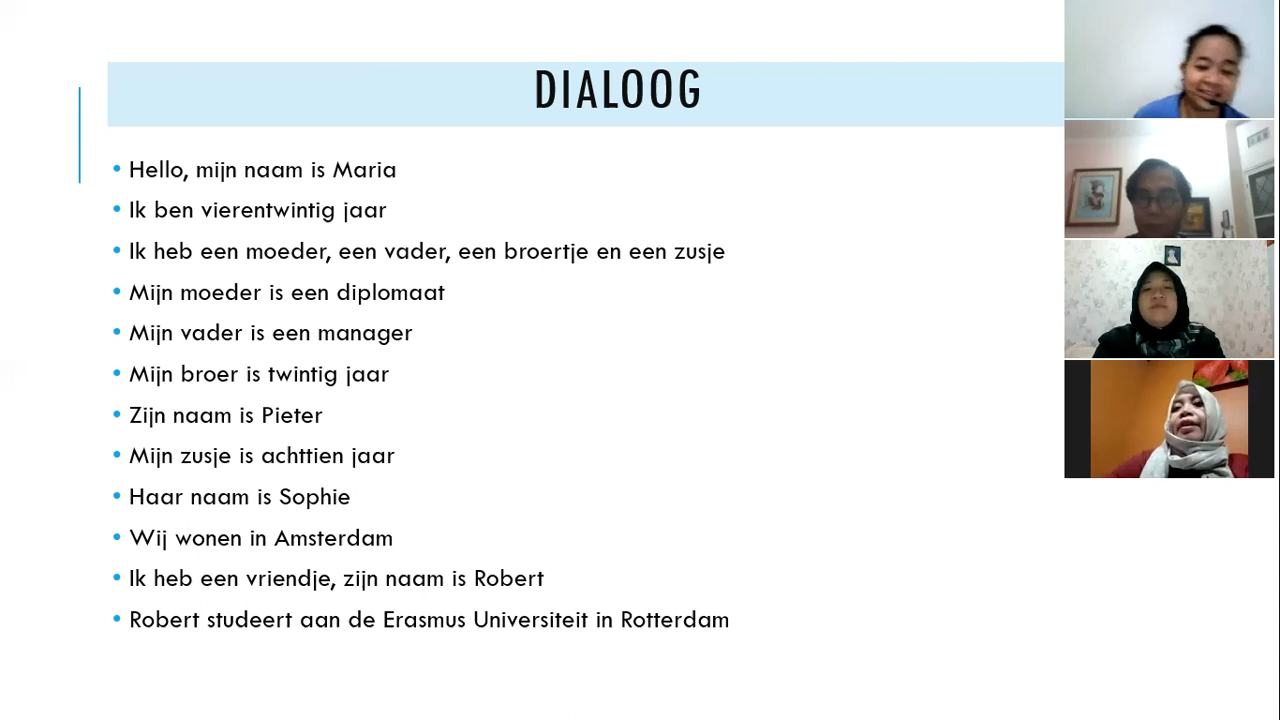 DIALOOG
Hello, mijn naam is Maria
Ik ben vierentwintig jaar
Ik heb een moeder, een vader, een broertje en een zusje
Mijn moeder is een diplomaat
Mijn vader is een manager
Mijn broer is twintig jaar
Zijn naam is Pieter
Mijn zusje is achttien jaar
Haar naam is Sophie
Wij wonen in Amsterdam
Ik heb een vriendje, zijn naam is Robert
Robert studeert aan de Erasmus Universiteit in Rotterdam